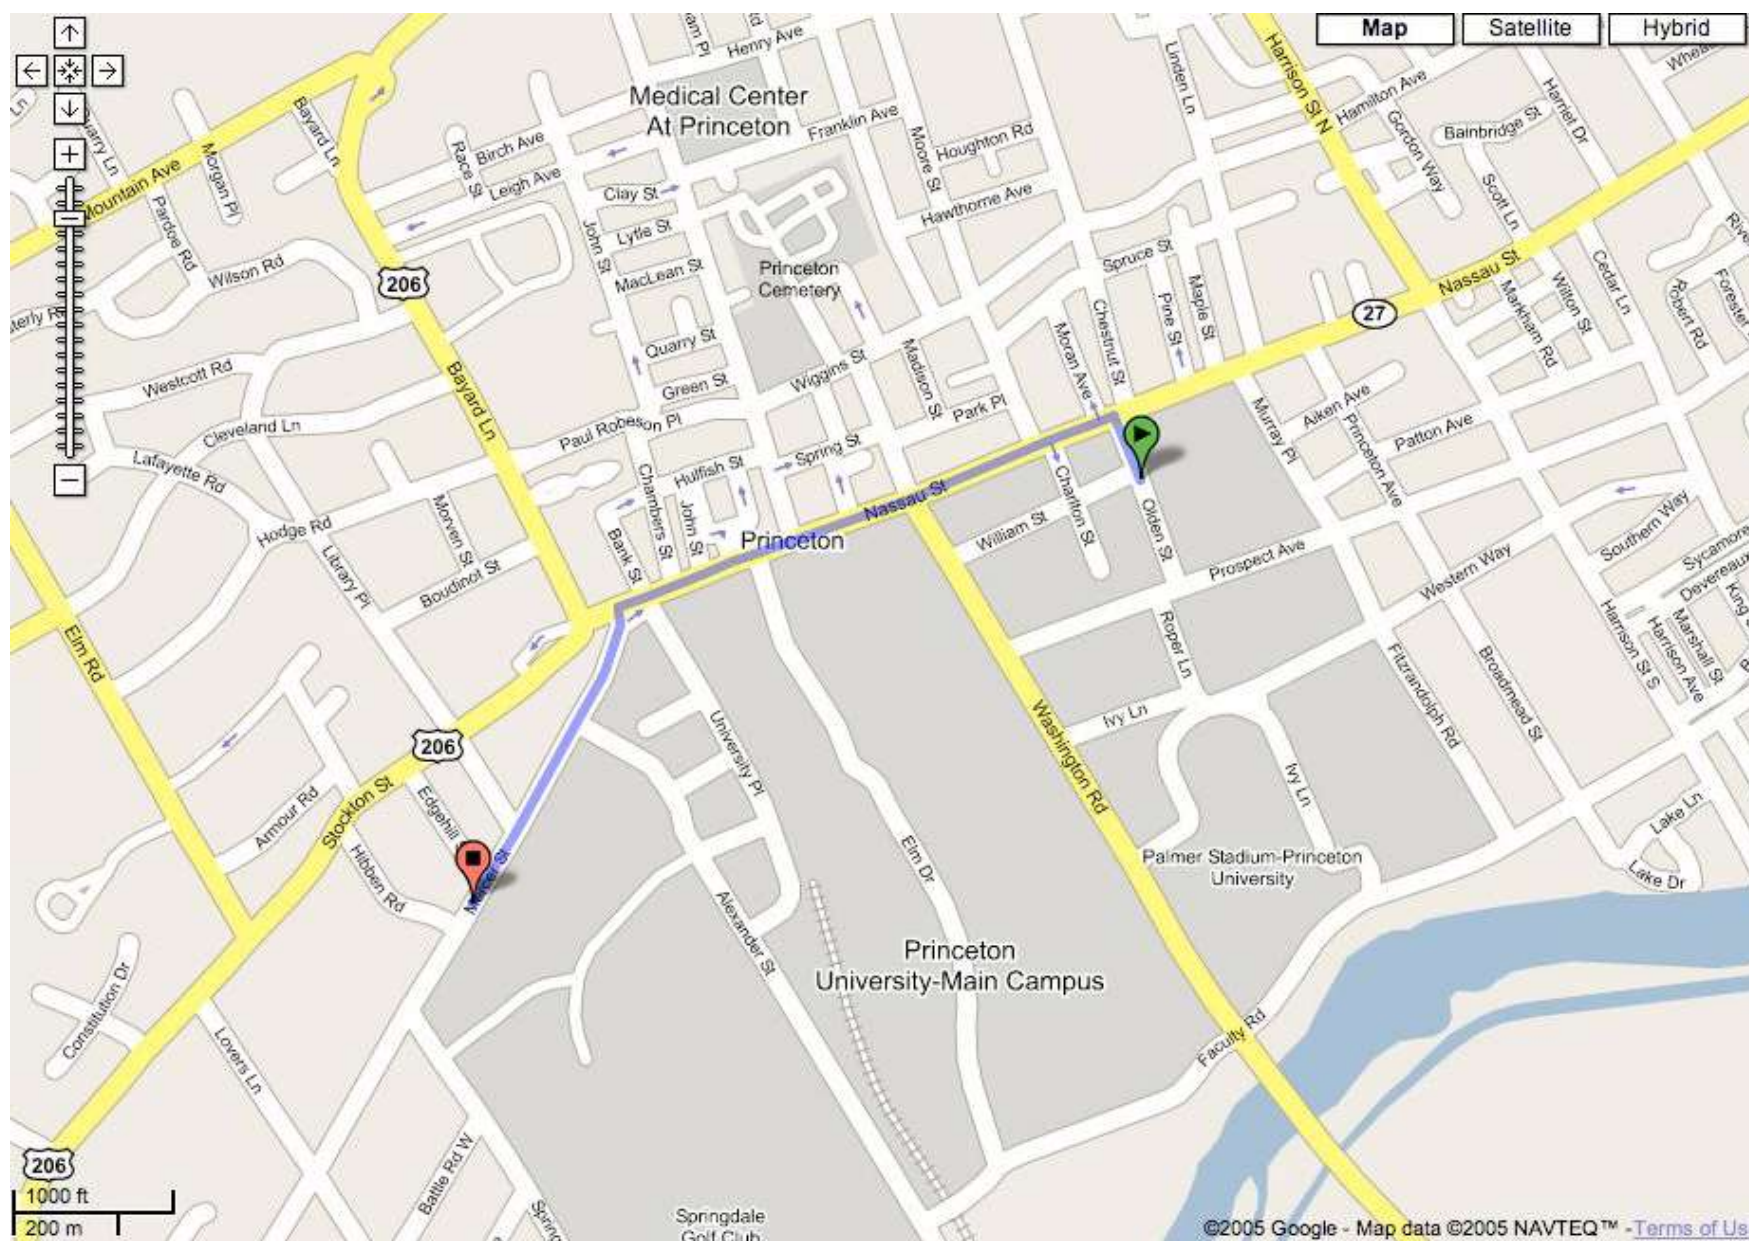 Map
Satellite
Hybrid
Henry Ave
Linden Ln
Harrison St N
Hamilton Ave
Harriet Dr
Medical Center
At Princeton
Franklin Ave
Moore St
Houghton Rd
Gordon Way
Bainbridge St
Bayard Ln
Race St
Birch Ave
Leigh Ave
Clay St
Mountain Ave
Morgan Pl
Pardoe Rd
Hawthorne Ave
Scott Ln
John St
Lytle St
MacLean St
Princeton
Cemetery
Wilson Rd
206
Spruce St
Nassau St
Cedar Ln
Chestnut St
Pine St
Maple St
27
Markham Rd
Wilton St
Robert Rd
Forester
Quarry St
Green St
Wiggins St
Madison St
Moran Ave
Westcott Rd
Bayard Ln
Park Pl
Murray Pl
Aiken Ave
Princeton Ave
Patton Ave
Cleveland Ln
Paul Robeson Pl
Lafayette Rd
Hulfish St
Spring St
Chambers St
John St
Nassau St
Charlton St
Olden St
Hodge Rd
Morven St
Library Pl
Boudinot St
Bank St
Princeton
William St
Prospect Ave
Southern Way
Western Way
Sycamore
Devereaux
Elm Rd
Roper Ln
Harrison St S
Harrison Ave
Marshall St
Fitzrandolph Rd
Broadmead St
206
University Pl
Washington Rd
Ivy Ln
Ivy Ln
Stockton St
Armour Rd
Edgehill
Hibben Rd
Mercer St
Elm Dr
Alexander St
Palmer Stadium-Princeton
University
Lake Ln
Lake Dr
Princeton
University-Main Campus
Constitution Dr
Lovers Ln
Faculty Rd
Battle Rd W
206
1000 ft
200 m
Springdale
Golf Club
©2005 Google - Map data ©2005 NAVTEQ™ - Terms of Us